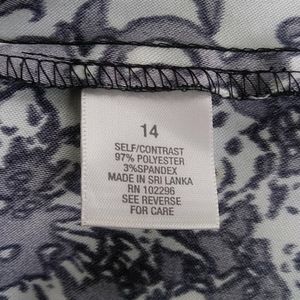 14
SELF/CONTRAST
97% POLYESTER
3%SPANDEX
MADE IN SRI LANKA
RN 102296
SEE REVERSE
FOR CARE